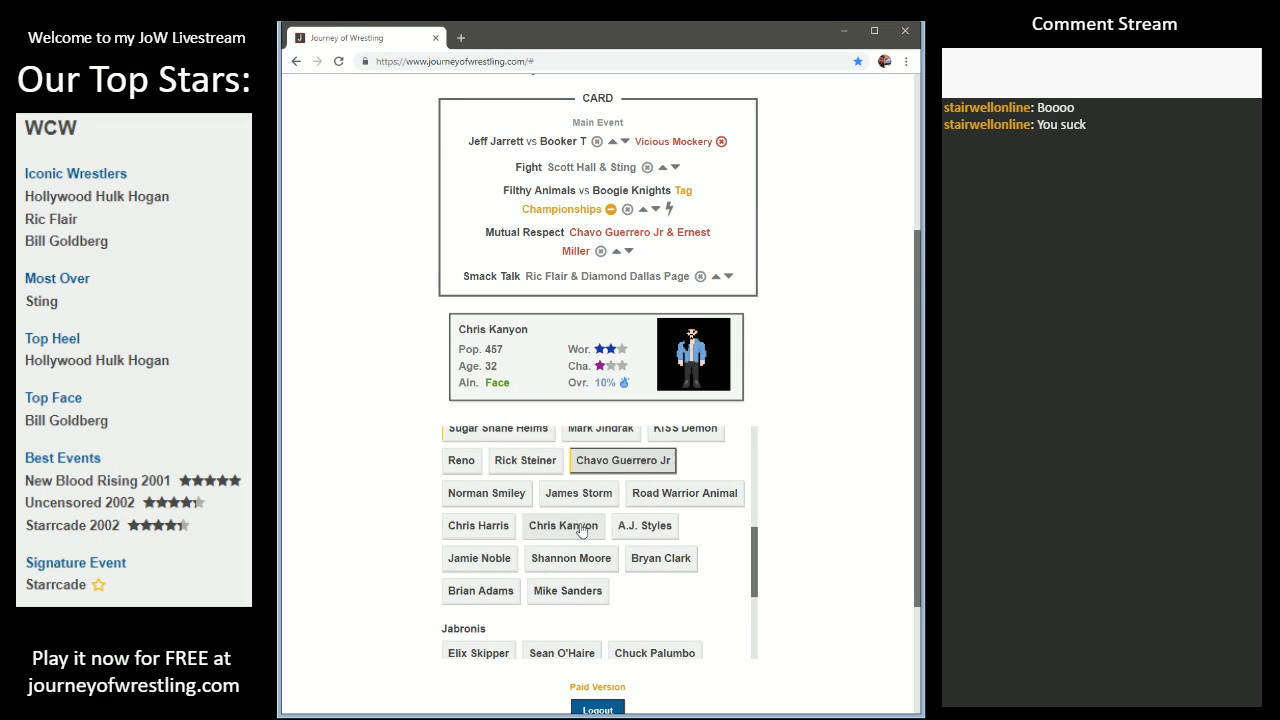 Welcome to my JoW Livestream
Our Top Stars:
WCW
Iconic Wrestlers
Hollywood Hulk Hogan
Ric Flair
Bill Goldberg
Most Over
Sting
Top Heel
Hollywood Hulk Hogan
Top Face
Bill Goldberg
Best Events
New Blood Rising 2001
Uncensored 2002
Starrcade 2002
Signature Event
Starrcade
Play it now for FREE at
journeyofwrestling.com
Journey of Wrestling
https://www.journeyofwrestling.com/#
CARD
Main Event
Jeff Jarrett vs Booker T Vicious Mockery
Fight Scott Hall & Sting
Filthy Animals vs Boogie Knights Tag
Championships
Mutual Respect Chavo Guerrero Jr & Ernest
Miller
Smack Talk Ric Flair & Diamond Dallas Page
Chris Kanyon
Pop. 457 Wor.
Age. 32 Cha.
Aln. Face Ovr. 10%
Sugar Shane Helms Mark Jindrak KISS Demon
Reno Rick Steiner Chavo Guerrero Jr
Norman Smiley James Storm Road Warrior Animal
Chris Harris Chris Kanyon A.J. Styles
Jamie Noble Shannon Moore Bryan Clark
Brian Adams Mike Sanders
Jabronis
Elix Skipper Sean O'Haire Chuck Palumbo
Paid Version
Logout
Comment Stream
stairwellonline: Boooo
stairwellonline: You suck